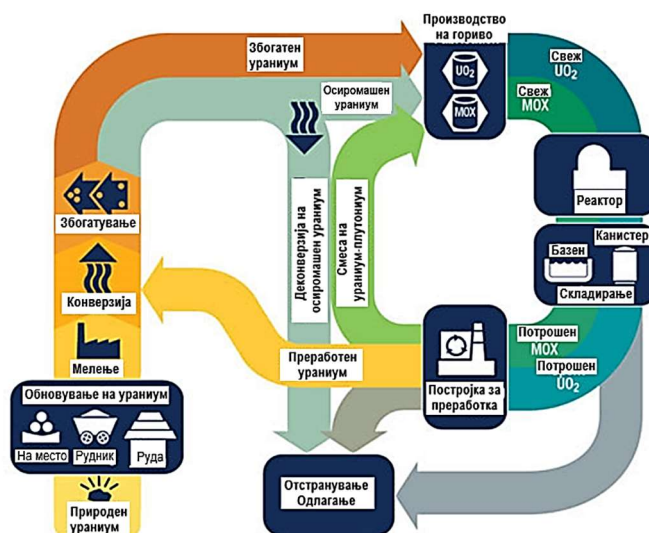 Производство
на гориво
Збогатен
ураниум
Осиромашен
ураниум
UO₂
MOX
Свеж
UO₂
Свеж
MOX
Реактор
Канистер
Базен
Складирање
Збогатување
Деконверзија на
осиромашен ураниум
Смеса на
ураниум-плутониум
Конверзија
Преработен
ураниум
Потрошен
MOX
Потрошен
UO₂
Постројка за
преработка
Мелење
Обновување на ураниум
На место
Рудник
Руда
Природен
ураниум
Отстранување
Одлагање